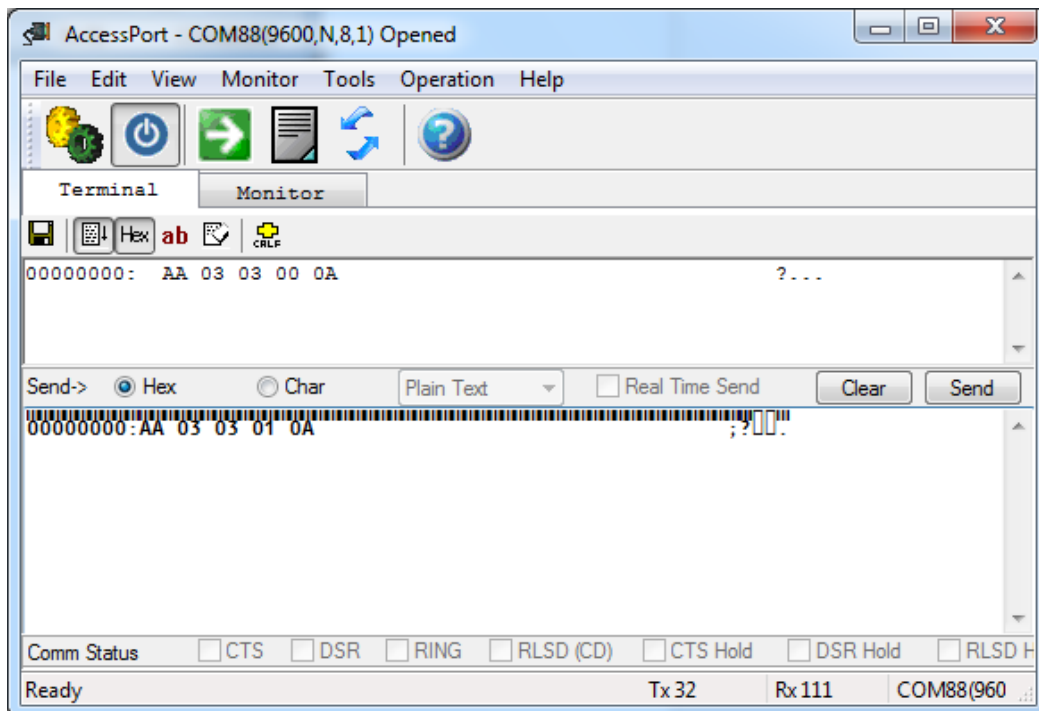 AccessPort - COM88(9600,N,8,1) Opened
File Edit View Monitor Tools Operation Help
Terminal Monitor
Hex ab CRLF
00000000: AA 03 03 00 0A ?...
Send-> Hex Char Plain Text Real Time Send Clear Send
00000000:AA 03 03 01 0A ;?▯▯.
Comm Status CTS DSR RING RLSD (CD) CTS Hold DSR Hold RLSD H
Ready Tx 32 Rx 111 COM88(960